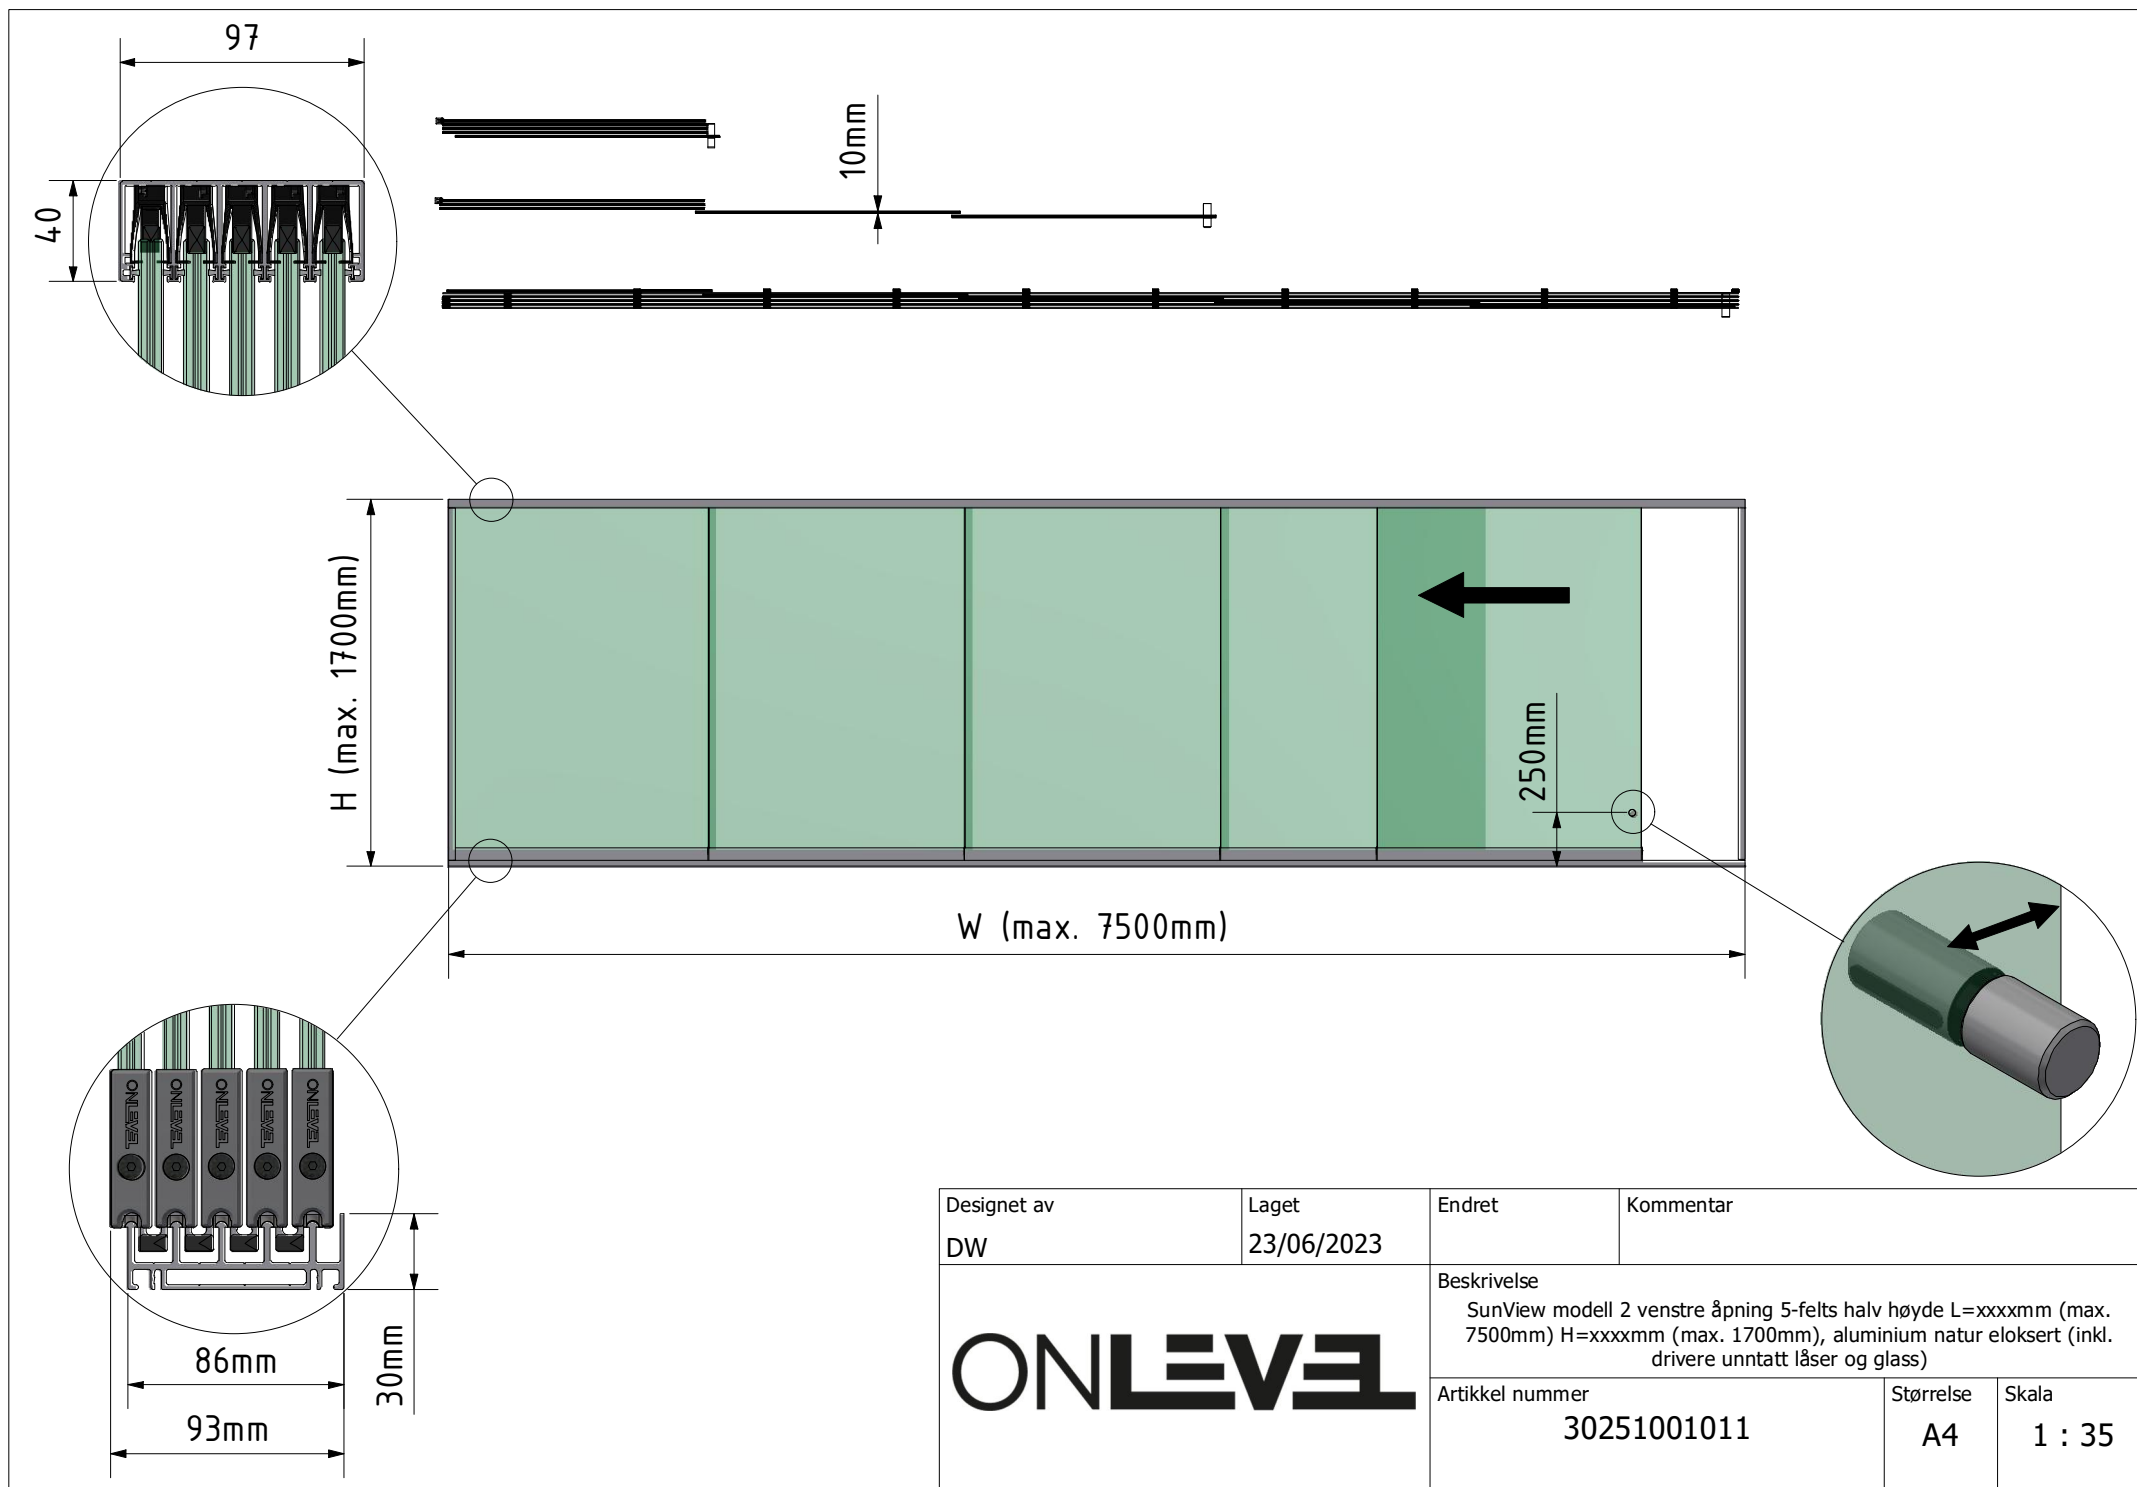 97
40
10mm
H (max. 1700mm)
250mm
W (max. 7500mm)
ONLEVEL
ONLEVEL
ONLEVEL
ONLEVEL
ONLEVEL
86mm
93mm
30mm
Designet av
DW
Laget
23/06/2023
Endret
Kommentar
ONLEVEL
Beskrivelse
SunView modell 2 venstre åpning 5-felts halv høyde L=xxxxmm (max.
7500mm) H=xxxxmm (max. 1700mm), aluminium natur eloksert (inkl.
drivere unntatt låser og glass)
Artikkel nummer
30251001011
Størrelse
A4
Skala
1 : 35